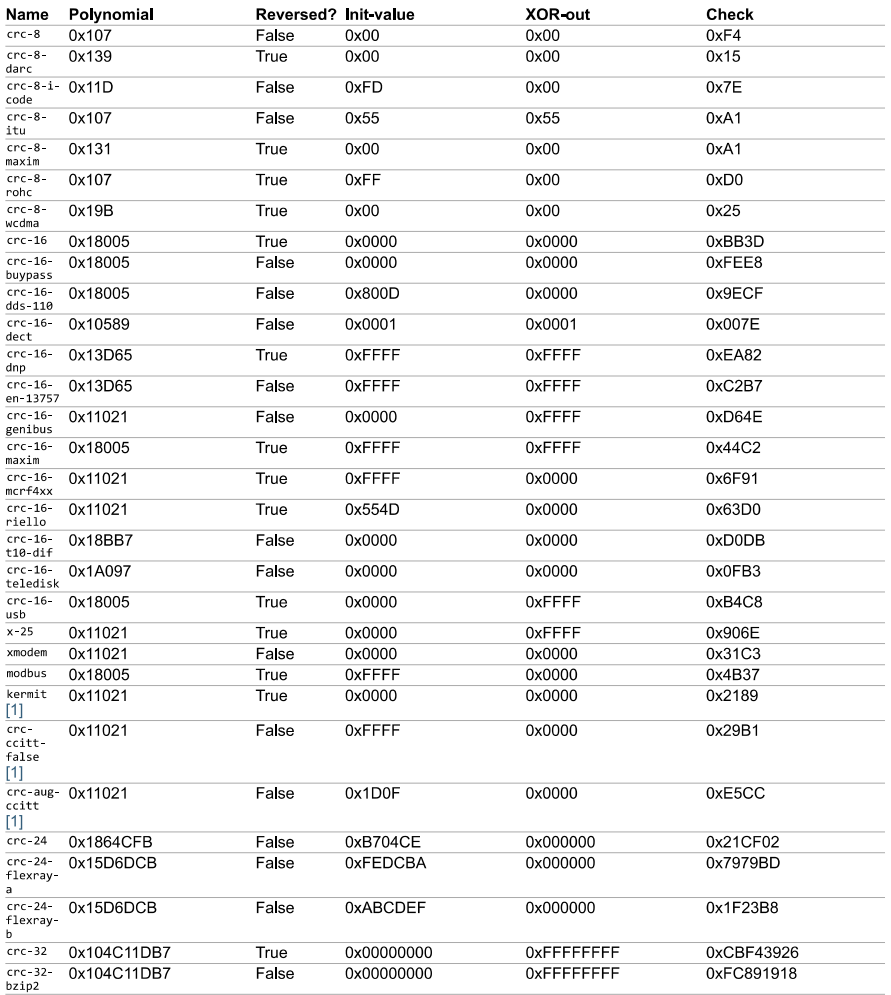 Name Polynomial Reversed? Init-value XOR-out Check
crc-8 0x107 False 0x00 0x00 0xF4
crc-8-
darc 0x139 True 0x00 0x00 0x15
crc-8-i-
code 0x11D False 0xFD 0x00 0x7E
crc-8-
itu 0x107 False 0x55 0x55 0xA1
crc-8-
maxim 0x131 True 0x00 0x00 0xA1
crc-8-
rohc 0x107 True 0xFF 0x00 0xD0
crc-8-
wcdma 0x19B True 0x00 0x00 0x25
crc-16 0x18005 True 0x0000 0x0000 0xBB3D
crc-16-
buypass 0x18005 False 0x0000 0x0000 0xFEE8
crc-16-
dds-110 0x18005 False 0x800D 0x0000 0x9ECF
crc-16-
dect 0x10589 False 0x0001 0x0001 0x007E
crc-16-
dnp 0x13D65 True 0xFFFF 0xFFFF 0xEA82
crc-16-
en-13757 0x13D65 False 0xFFFF 0xFFFF 0xC2B7
crc-16-
genibus 0x11021 False 0x0000 0xFFFF 0xD64E
crc-16-
maxim 0x18005 True 0xFFFF 0xFFFF 0x44C2
crc-16-
mcrf4xx 0x11021 True 0xFFFF 0x0000 0x6F91
crc-16-
riello 0x11021 True 0x554D 0x0000 0x63D0
crc-16-
t10-dif 0x18BB7 False 0x0000 0x0000 0xD0DB
crc-16-
teledisk 0x1A097 False 0x0000 0x0000 0x0FB3
crc-16-
usb 0x18005 True 0x0000 0xFFFF 0xB4C8
x-25 0x11021 True 0x0000 0xFFFF 0x906E
xmodem 0x11021 False 0x0000 0x0000 0x31C3
modbus 0x18005 True 0xFFFF 0x0000 0x4B37
kermit 0x11021 True 0x0000 0x0000 0x2189
[1]
crc- 0x11021 False 0xFFFF 0x0000 0x29B1
ccitt-
false
[1]
crc-aug- 0x11021 False 0x1D0F 0x0000 0xE5CC
ccitt
[1]
crc-24 0x1864CFB False 0xB704CE 0x000000 0x21CF02
crc-24- 0x15D6DCB False 0xFEDCBA 0x000000 0x7979BD
flexray-
a
crc-24- 0x15D6DCB False 0xABCDEF 0x000000 0x1F23B8
flexray-
b
crc-32 0x104C11DB7 True 0x00000000 0xFFFFFFFF 0xCBF43926
crc-32-
bzip2 0x104C11DB7 False 0x00000000 0xFFFFFFFF 0xFC891918